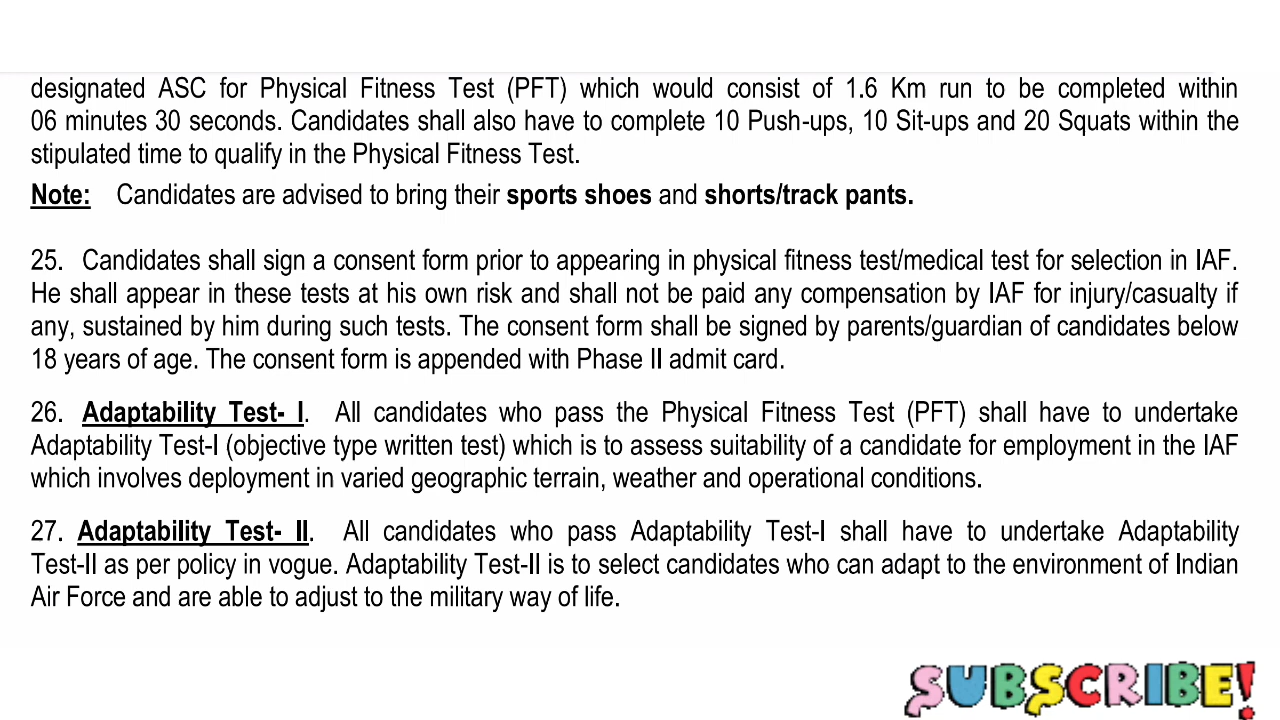 designated ASC for Physical Fitness Test (PFT) which would consist of 1.6 Km run to be completed within
06 minutes 30 seconds. Candidates shall also have to complete 10 Push-ups, 10 Sit-ups and 20 Squats within the
stipulated time to qualify in the Physical Fitness Test.
Note: Candidates are advised to bring their sports shoes and shorts/track pants.
25. Candidates shall sign a consent form prior to appearing in physical fitness test/medical test for selection in IAF.
He shall appear in these tests at his own risk and shall not be paid any compensation by IAF for injury/casualty if
any, sustained by him during such tests. The consent form shall be signed by parents/guardian of candidates below
18 years of age. The consent form is appended with Phase II admit card.
26. Adaptability Test- I. All candidates who pass the Physical Fitness Test (PFT) shall have to undertake
Adaptability Test-I (objective type written test) which is to assess suitability of a candidate for employment in the IAF
which involves deployment in varied geographic terrain, weather and operational conditions.
27. Adaptability Test- II. All candidates who pass Adaptability Test-I shall have to undertake Adaptability
Test-II as per policy in vogue. Adaptability Test-II is to select candidates who can adapt to the environment of Indian
Air Force and are able to adjust to the military way of life.
SUBSCRIBE!